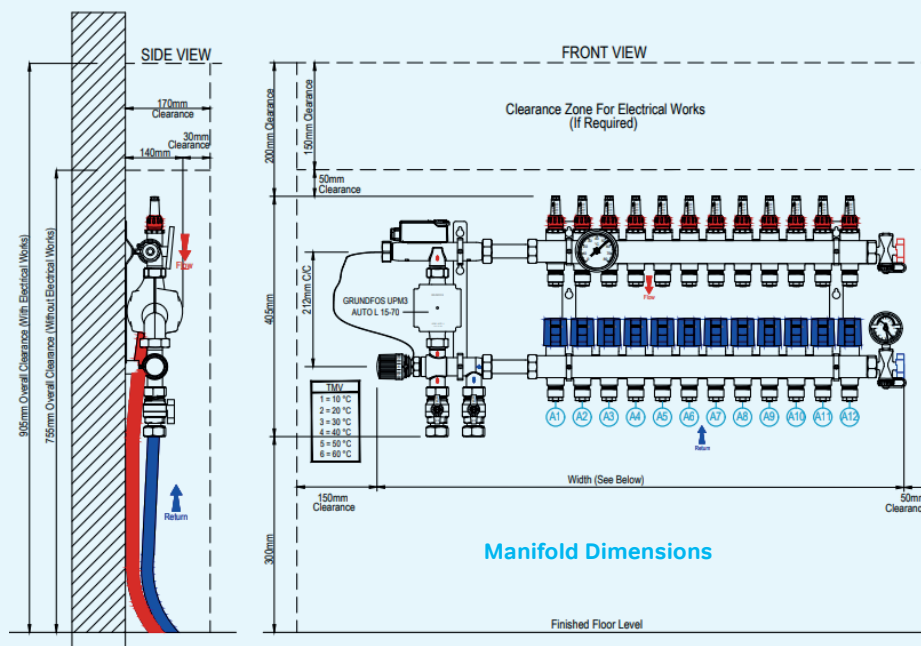 SIDE VIEW
170mm
Clearance
30mm
Clearance
140mm
905mm Overall Clearance (With Electrical Works)
755mm Overall Clearance (Without Electrical Works)
Flow
Return
FRONT VIEW
200mm Clearance
150mm Clearance
Clearance Zone For Electrical Works
(If Required)
50mm
Clearance
405mm
212mm C/C
GRUNDFOS UPM3
AUTO L 15-70
Flow
TMV
1 = 10 °C
2 = 20 °C
3 = 30 °C
4 = 40 °C
5 = 50 °C
6 = 60 °C
A1 A2 A3 A4 A5 A6 A7 A8 A9 A10 A11 A12
Return
Width (See Below)
150mm
Clearance
50mm
Clearance
300mm
Manifold Dimensions
Finished Floor Level